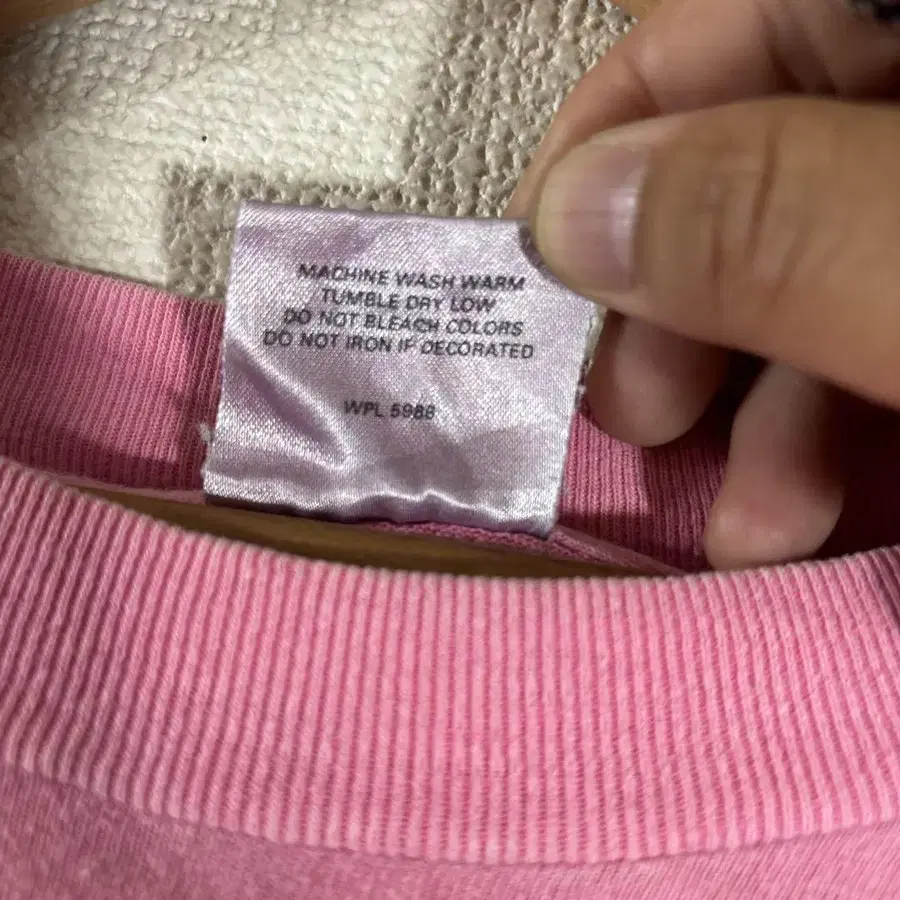 MACHINE WASH WARM
TUMBLE DRY LOW
DO NOT BLEACH COLORS
DO NOT IRON IF DECORATED
WPL 5988